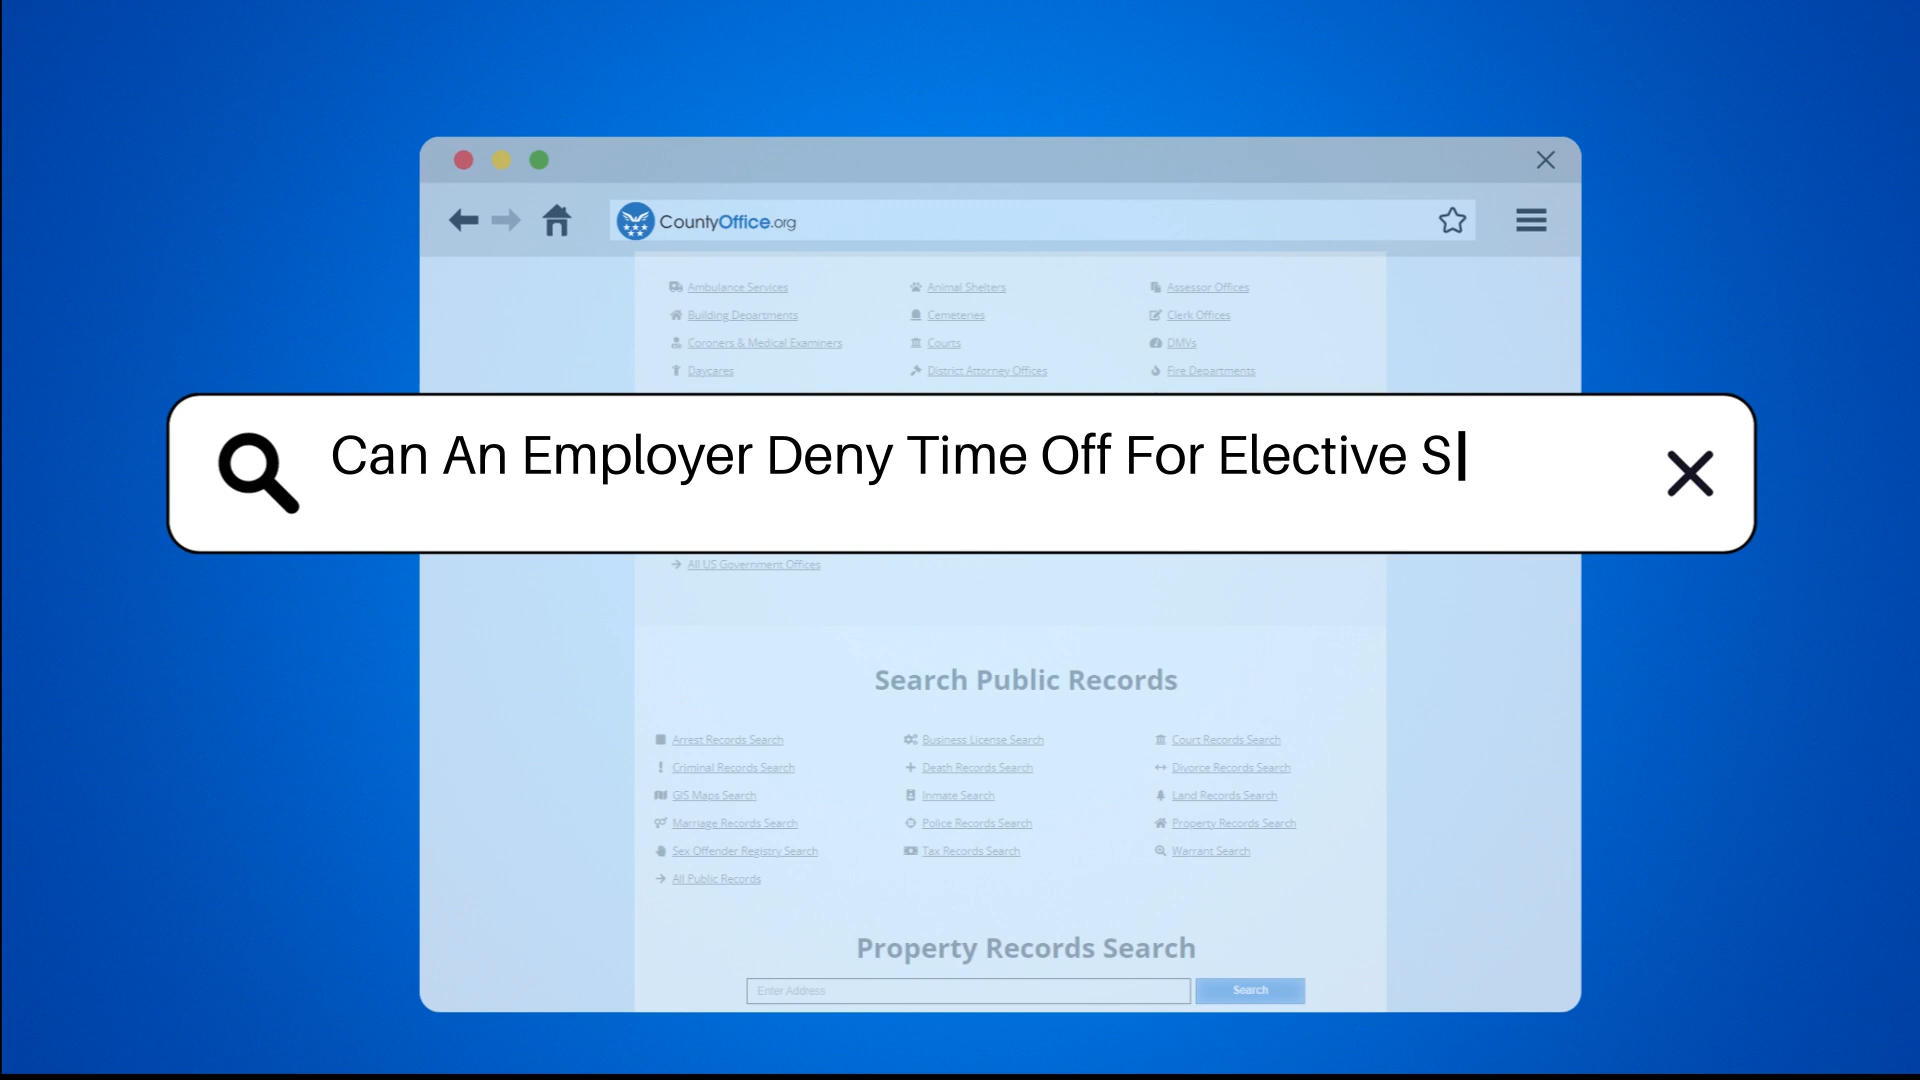 CountyOffice.org
Ambulance Services Animal Shelters Assessor Offices
Building Departments Cemeteries Clerk Offices
Coroners & Medical Examiners Courts DMVs
Daycares District Attorney Offices Fire Departments
Can An Employer Deny Time Off For Elective S
All US Government Offices
Search Public Records
Arrest Records Search Business License Search Court Records Search
Criminal Records Search Death Records Search Divorce Records Search
GIS Maps Search Inmate Search Land Records Search
Marriage Records Search Police Records Search Property Records Search
Sex Offender Registry Search Tax Records Search Warrant Search
All Public Records
Property Records Search
Enter Address Search